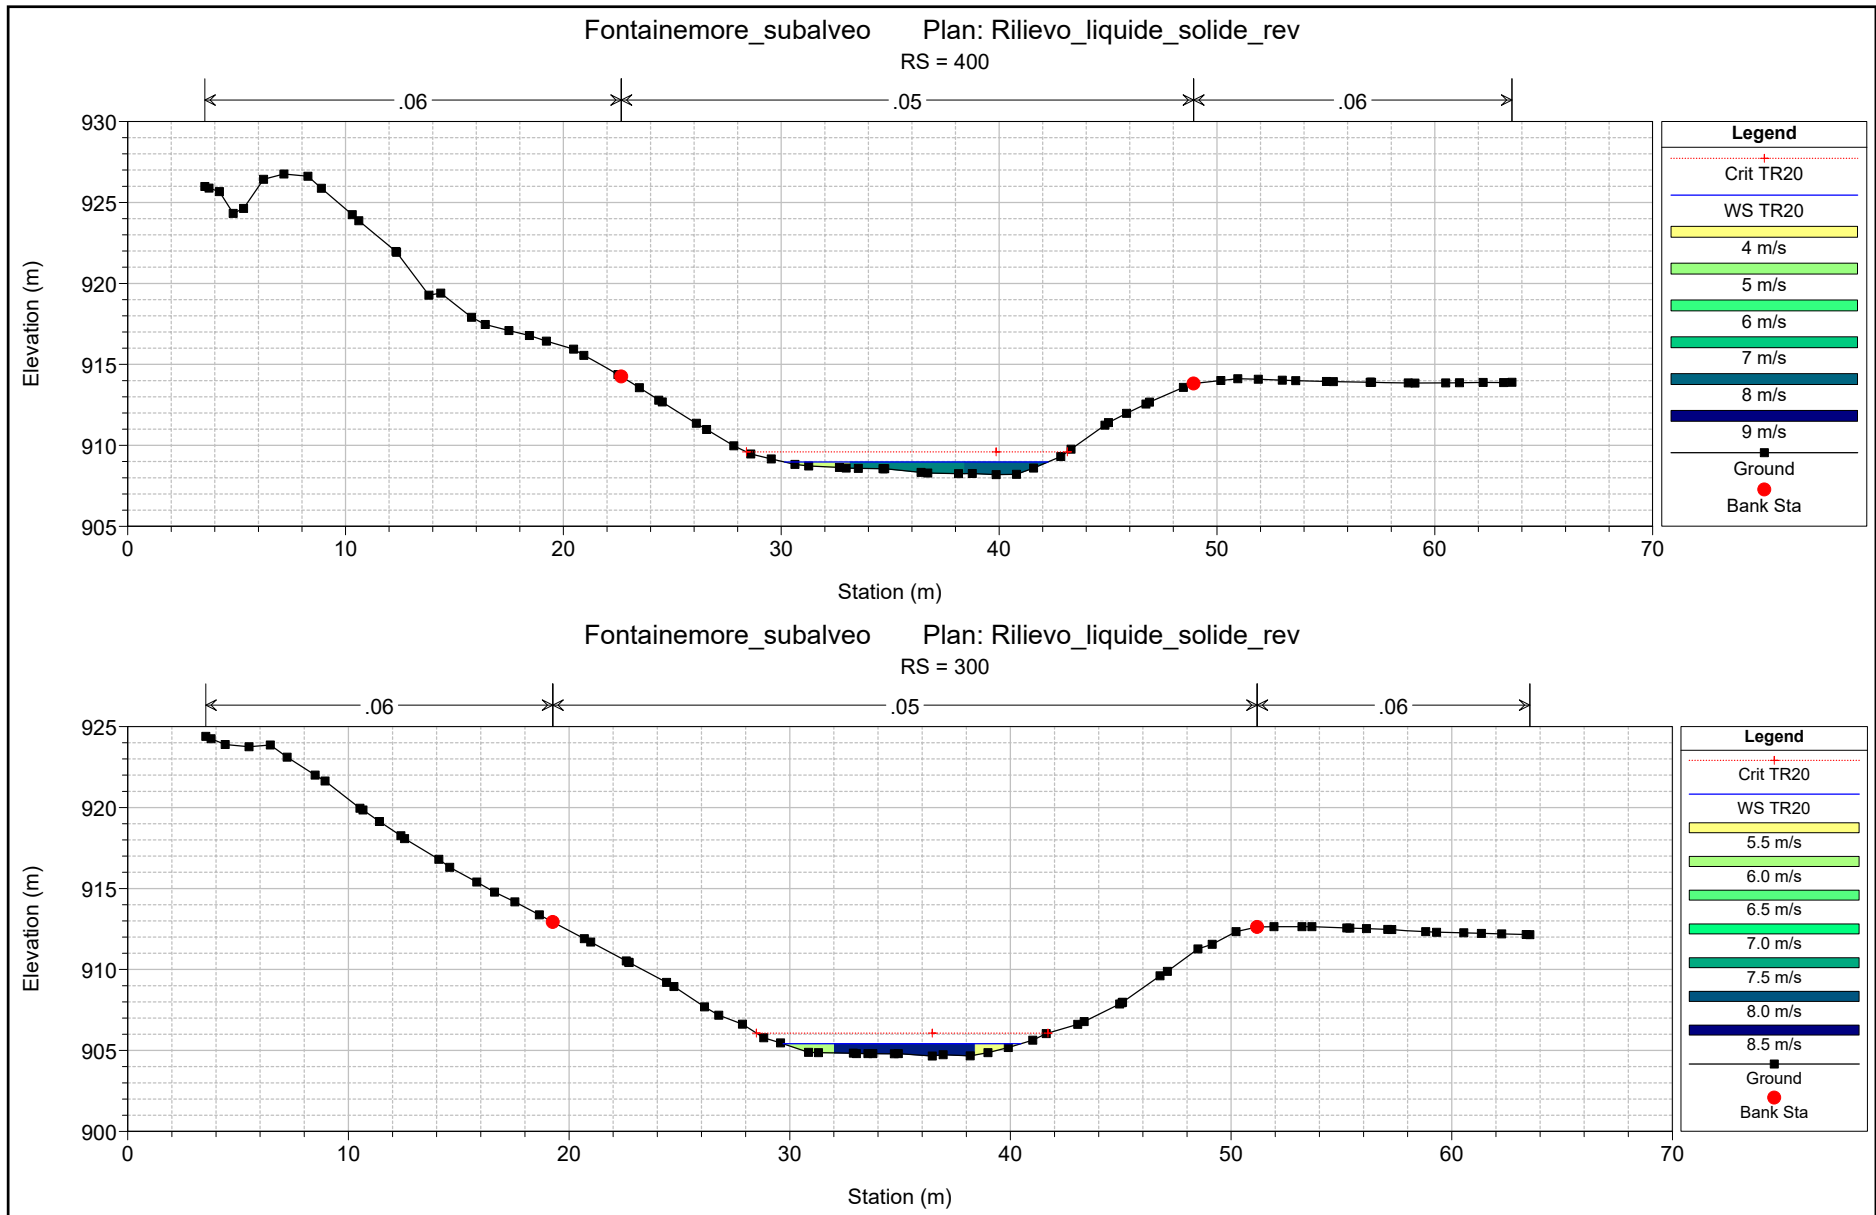 Fontainemore_subalveo Plan: Rilievo_liquide_solide_rev
RS = 400
.06 .05 .06
930
925
920
915
910
905
Elevation (m)
0 10 20 30 40 50 60 70
Station (m)
Legend
Crit TR20
WS TR20
4 m/s
5 m/s
6 m/s
7 m/s
8 m/s
9 m/s
Ground
Bank Sta
Fontainemore_subalveo Plan: Rilievo_liquide_solide_rev
RS = 300
.06 .05 .06
925
920
915
910
905
900
Elevation (m)
0 10 20 30 40 50 60 70
Station (m)
Legend
Crit TR20
WS TR20
5.5 m/s
6.0 m/s
6.5 m/s
7.0 m/s
7.5 m/s
8.0 m/s
8.5 m/s
Ground
Bank Sta